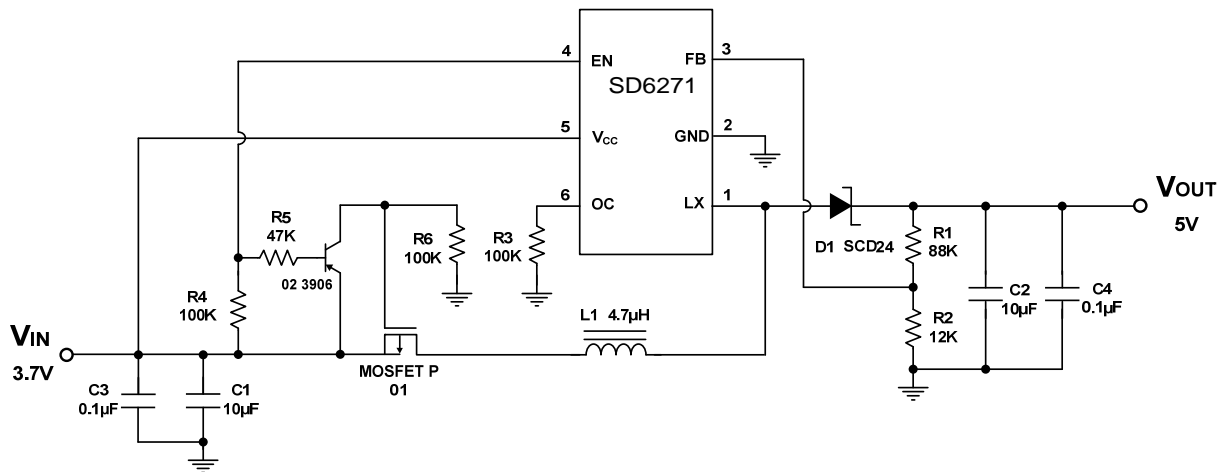 4
EN
FB
3
SD6271
5
VCC
GND
2
6
OC
LX
1
R5
47K
R6
100K
R3
100K
02 3906
R4
100K
VIN
3.7V
C3
0.1µF
C1
10µF
MOSFET P
01
L1 4.7µH
D1 SCD24
R1
88K
R2
12K
C2
10µF
C4
0.1µF
VOUT
5V